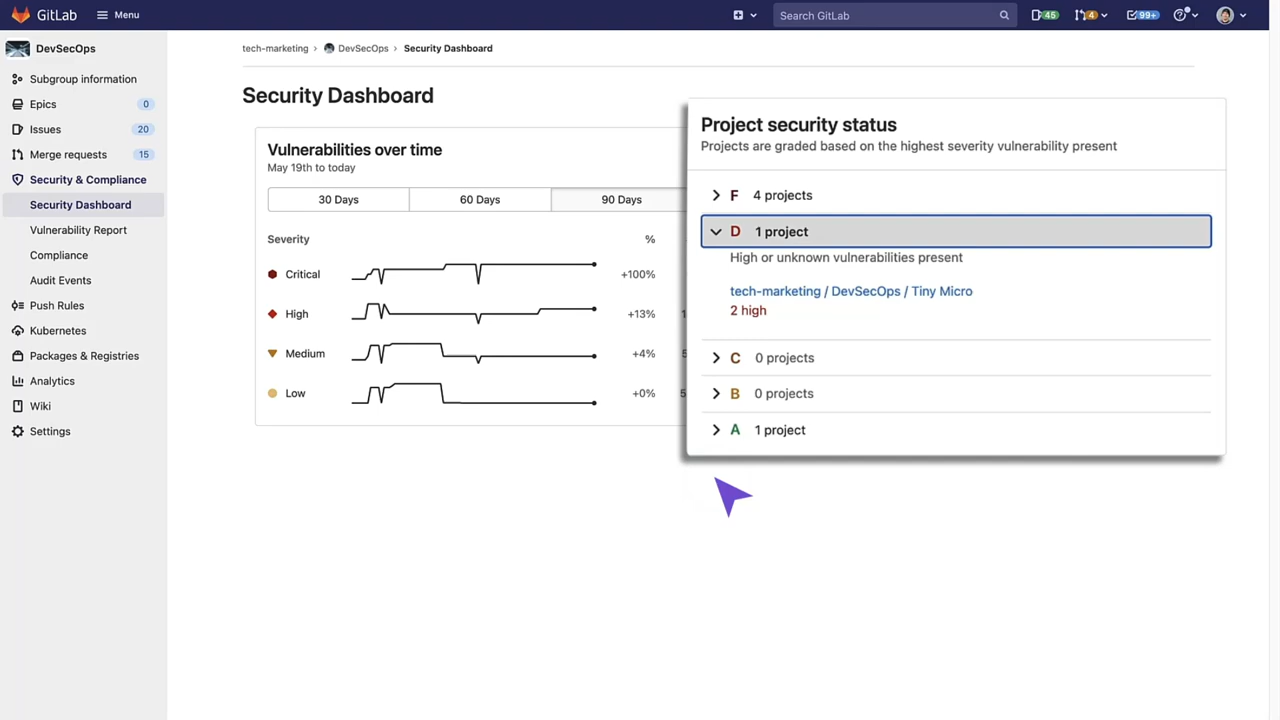 GitLab
Menu
Search GitLab
45
4
99+
DevSecOps
Subgroup information
Epics 0
Issues 20
Merge requests 15
Security & Compliance
Security Dashboard
Vulnerability Report
Compliance
Audit Events
Push Rules
Kubernetes
Packages & Registries
Analytics
Wiki
Settings
tech-marketing › DevSecOps › Security Dashboard
Security Dashboard
Vulnerabilities over time
May 19th to today
30 Days 60 Days 90 Days
Severity %
Critical +100%
High +13%
Medium +4%
Low +0%
Project security status
Projects are graded based on the highest severity vulnerability present
F 4 projects
D 1 project
High or unknown vulnerabilities present
tech-marketing / DevSecOps / Tiny Micro
2 high
C 0 projects
B 0 projects
A 1 project